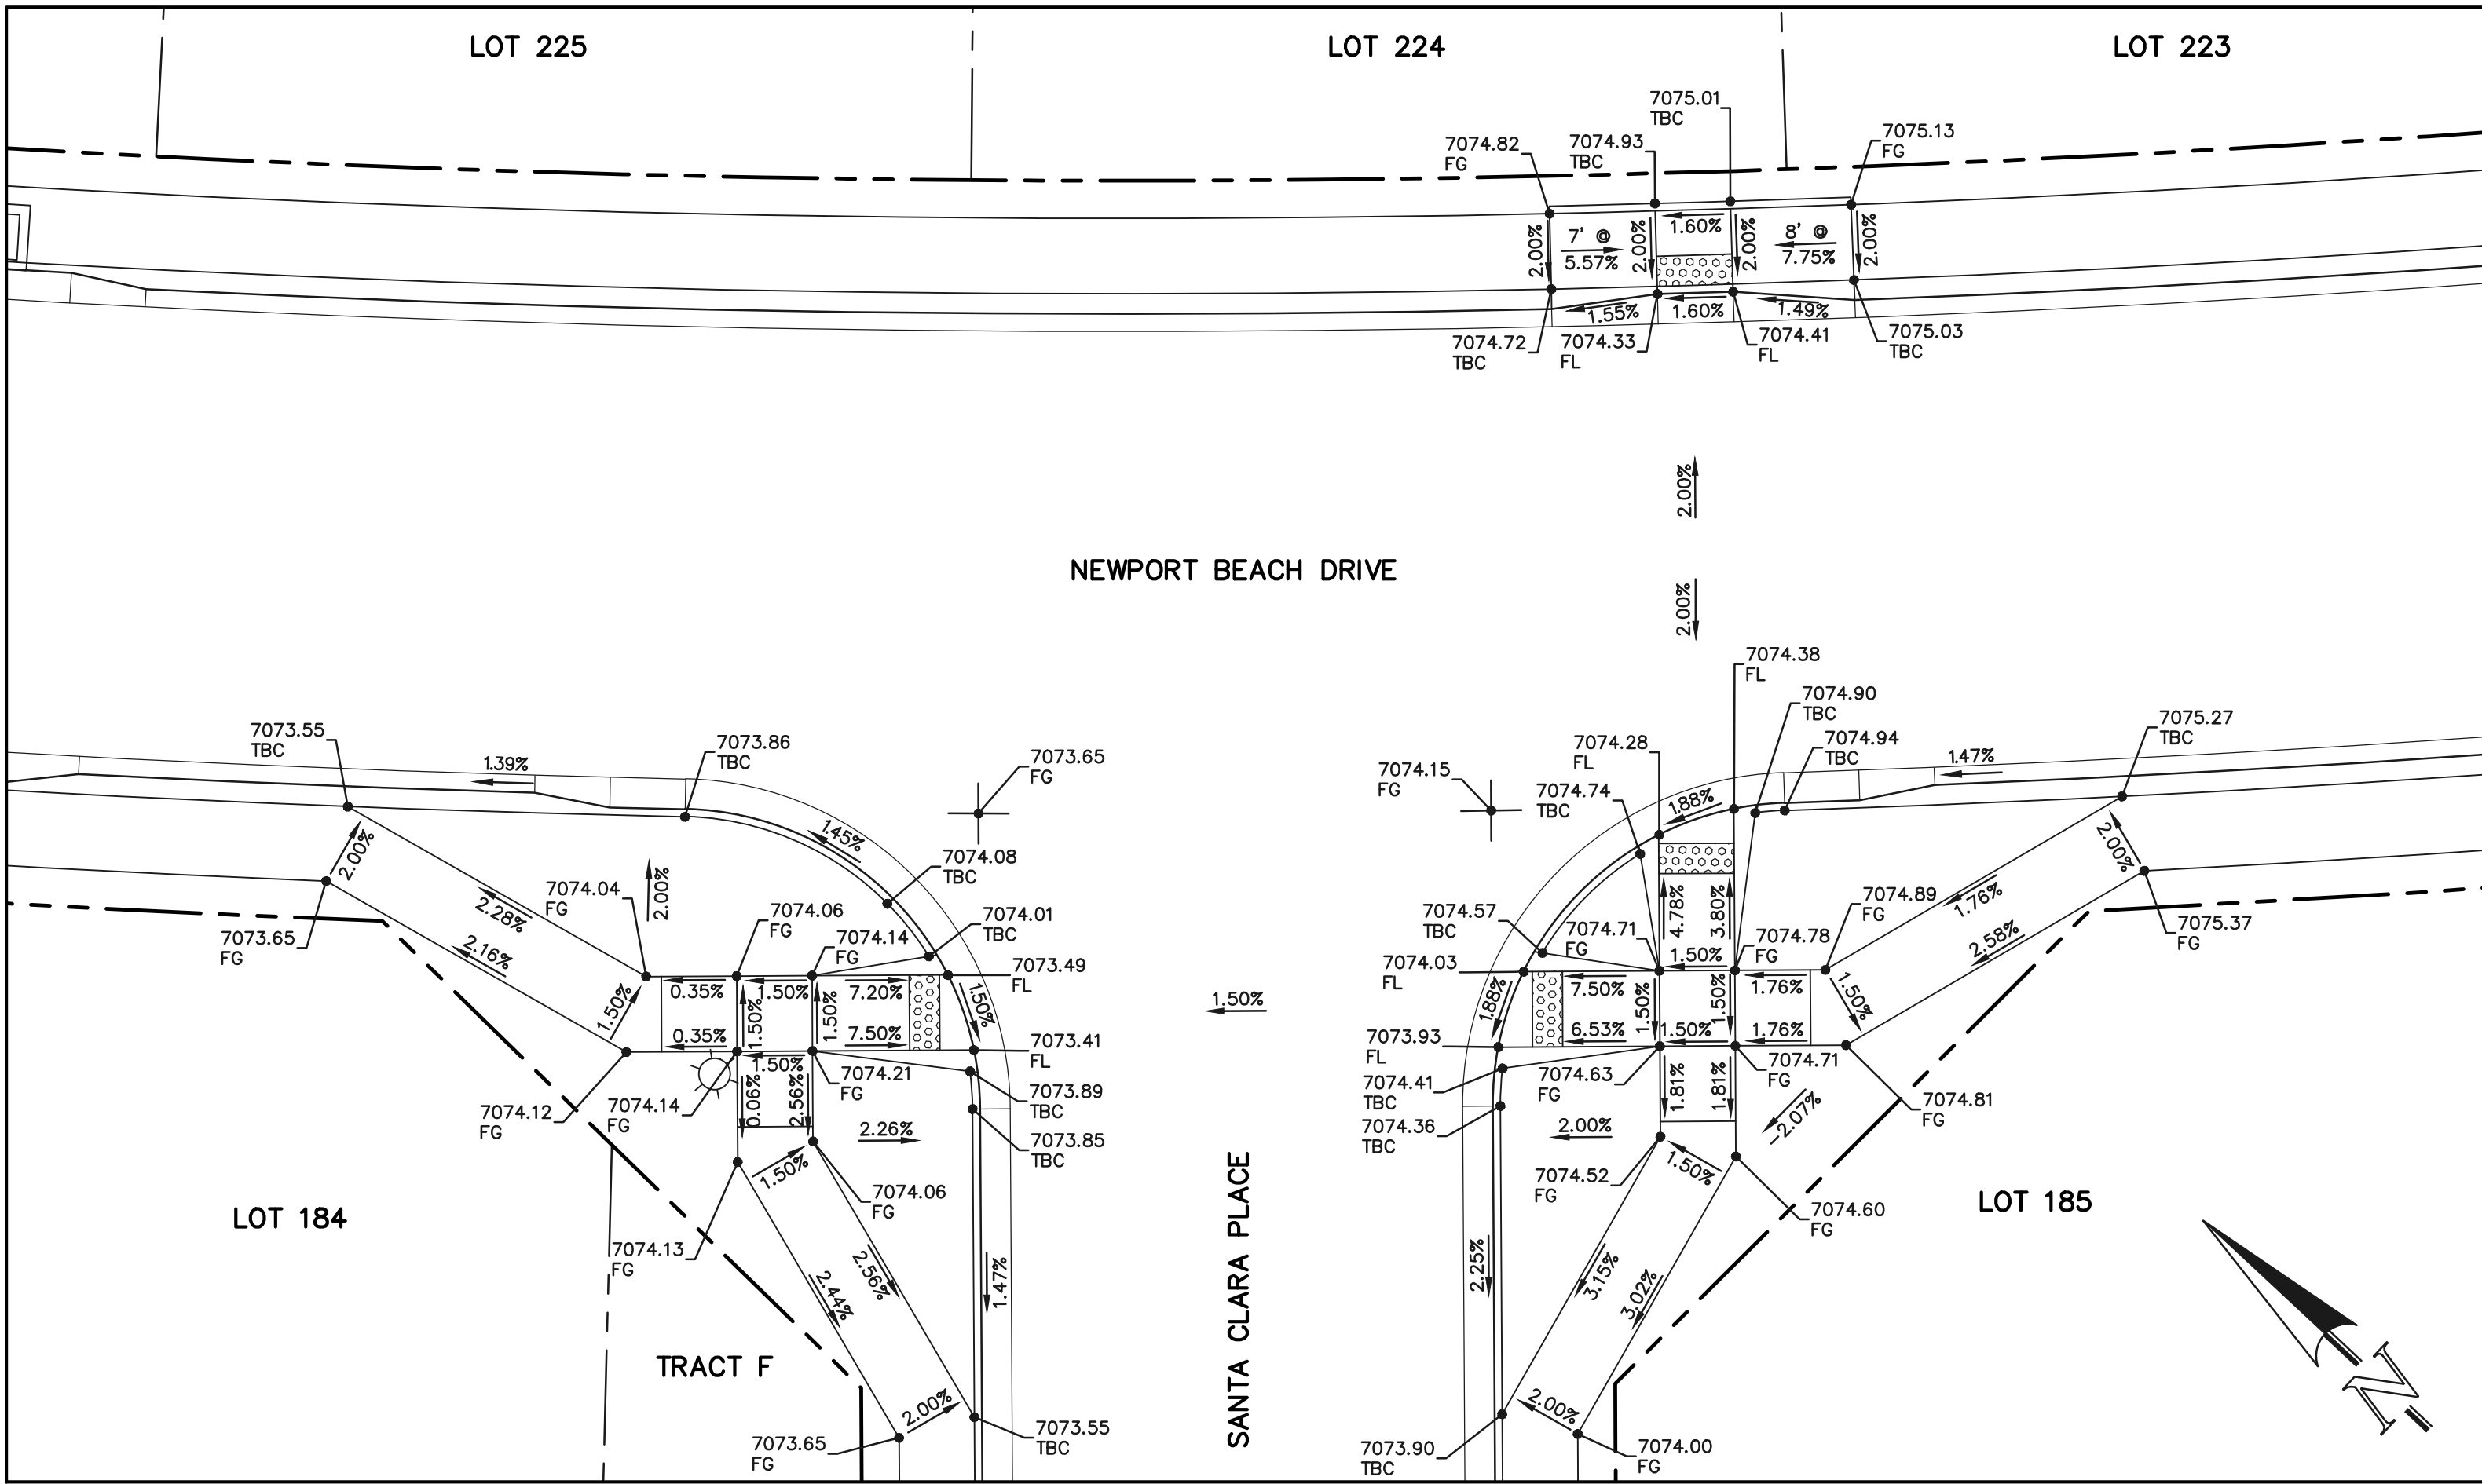 LOT 225
LOT 224
LOT 223
7075.01
TBC
7074.82
FG
7074.93
TBC
7075.13
FG
2.00%
7' @
5.57%
2.00%
1.60%
2.00%
8' @
7.75%
2.00%
1.55%
1.60%
1.49%
7074.72
TBC
7074.33
FL
7074.41
FL
7075.03
TBC
2.00%
NEWPORT BEACH DRIVE
2.00%
7073.55
TBC
1.39%
7073.86
TBC
7073.65
FG
1.45%
7074.08
TBC
2.00%
2.28%
7074.04
FG
2.00%
7074.06
FG
7074.14
FG
7074.01
TBC
7073.65
FG
2.16%
7073.49
FL
1.50%
0.35%
1.50%
7.20%
1.50%
1.50%
1.50%
0.35%
7.50%
7073.41
FL
1.50%
7074.21
FG
7073.89
TBC
7074.12
FG
7074.14
FG
0.06%
2.56%
2.26%
7073.85
TBC
1.50%
7074.06
FG
LOT 184
7074.13
FG
2.44%
2.56%
1.47%
TRACT F
2.00%
7073.65
FG
7073.55
TBC
1.50%
SANTA CLARA PLACE
7074.38
FL
7074.90
TBC
7074.28
FL
7074.94
TBC
7075.27
TBC
7074.15
FG
7074.74
TBC
1.88%
1.47%
2.00%
7074.57
TBC
7074.71
FG
4.78%
3.80%
7074.89
FG
1.76%
7074.03
FL
1.50%
7074.78
FG
2.58%
7075.37
FG
1.88%
7.50%
1.50%
1.50%
1.76%
1.50%
7073.93
FL
6.53%
1.50%
1.76%
7074.41
TBC
7074.63
FG
7074.71
FG
1.81%
1.81%
-2.07%
7074.81
FG
7074.36
TBC
2.00%
1.50%
7074.52
FG
7074.60
FG
LOT 185
2.25%
3.15%
3.02%
2.00%
7073.90
TBC
7074.00
FG
N